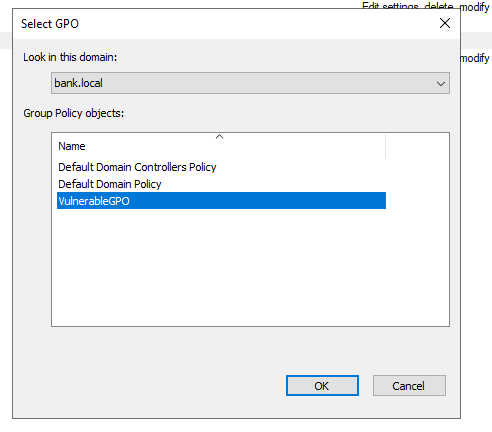 Edit settings, delete, modify
Select GPO
Look in this domain:
modify
bank.local
Group Policy objects:
Name
Default Domain Controllers Policy
Default Domain Policy
VulnerableGPO
OK
Cancel